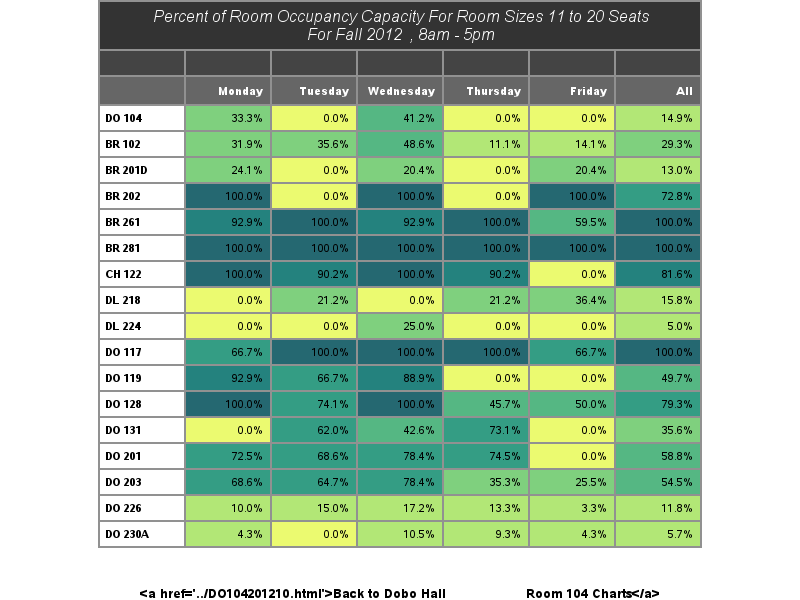 Percent of Room Occupancy Capacity For Room Sizes 11 to 20 Seats
For Fall 2012 , 8am - 5pm
Monday Tuesday Wednesday Thursday Friday All
DO 104 33.3% 0.0% 41.2% 0.0% 0.0% 14.9%
BR 102 31.9% 35.6% 48.6% 11.1% 14.1% 29.3%
BR 201D 24.1% 0.0% 20.4% 0.0% 20.4% 13.0%
BR 202 100.0% 0.0% 100.0% 0.0% 100.0% 72.8%
BR 261 92.9% 100.0% 92.9% 100.0% 59.5% 100.0%
BR 281 100.0% 100.0% 100.0% 100.0% 100.0% 100.0%
CH 122 100.0% 90.2% 100.0% 90.2% 0.0% 81.6%
DL 218 0.0% 21.2% 0.0% 21.2% 36.4% 15.8%
DL 224 0.0% 0.0% 25.0% 0.0% 0.0% 5.0%
DO 117 66.7% 100.0% 100.0% 100.0% 66.7% 100.0%
DO 119 92.9% 66.7% 88.9% 0.0% 0.0% 49.7%
DO 128 100.0% 74.1% 100.0% 45.7% 50.0% 79.3%
DO 131 0.0% 62.0% 42.6% 73.1% 0.0% 35.6%
DO 201 72.5% 68.6% 78.4% 74.5% 0.0% 58.8%
DO 203 68.6% 64.7% 78.4% 35.3% 25.5% 54.5%
DO 226 10.0% 15.0% 17.2% 13.3% 3.3% 11.8%
DO 230A 4.3% 0.0% 10.5% 9.3% 4.3% 5.7%
<a href='../DO104201210.html'>Back to Dobo Hall Room 104 Charts</a>